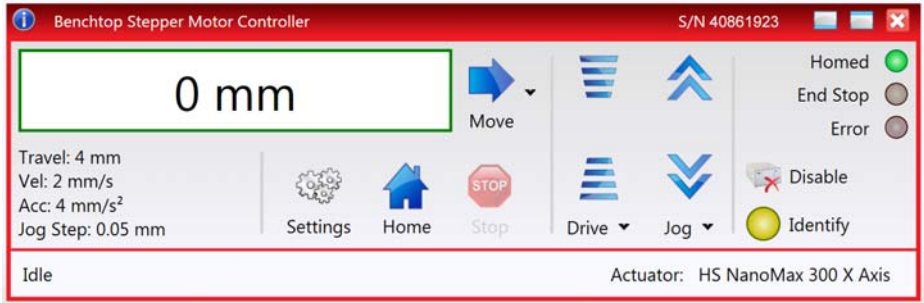 Benchtop Stepper Motor Controller
S/N 40861923
0 mm
Move
Homed
End Stop
Error
Travel: 4 mm
Vel: 2 mm/s
Acc: 4 mm/s²
Jog Step: 0.05 mm
Settings
Home
STOP
Stop
Drive
Jog
Disable
Identify
Idle
Actuator: HS NanoMax 300 X Axis